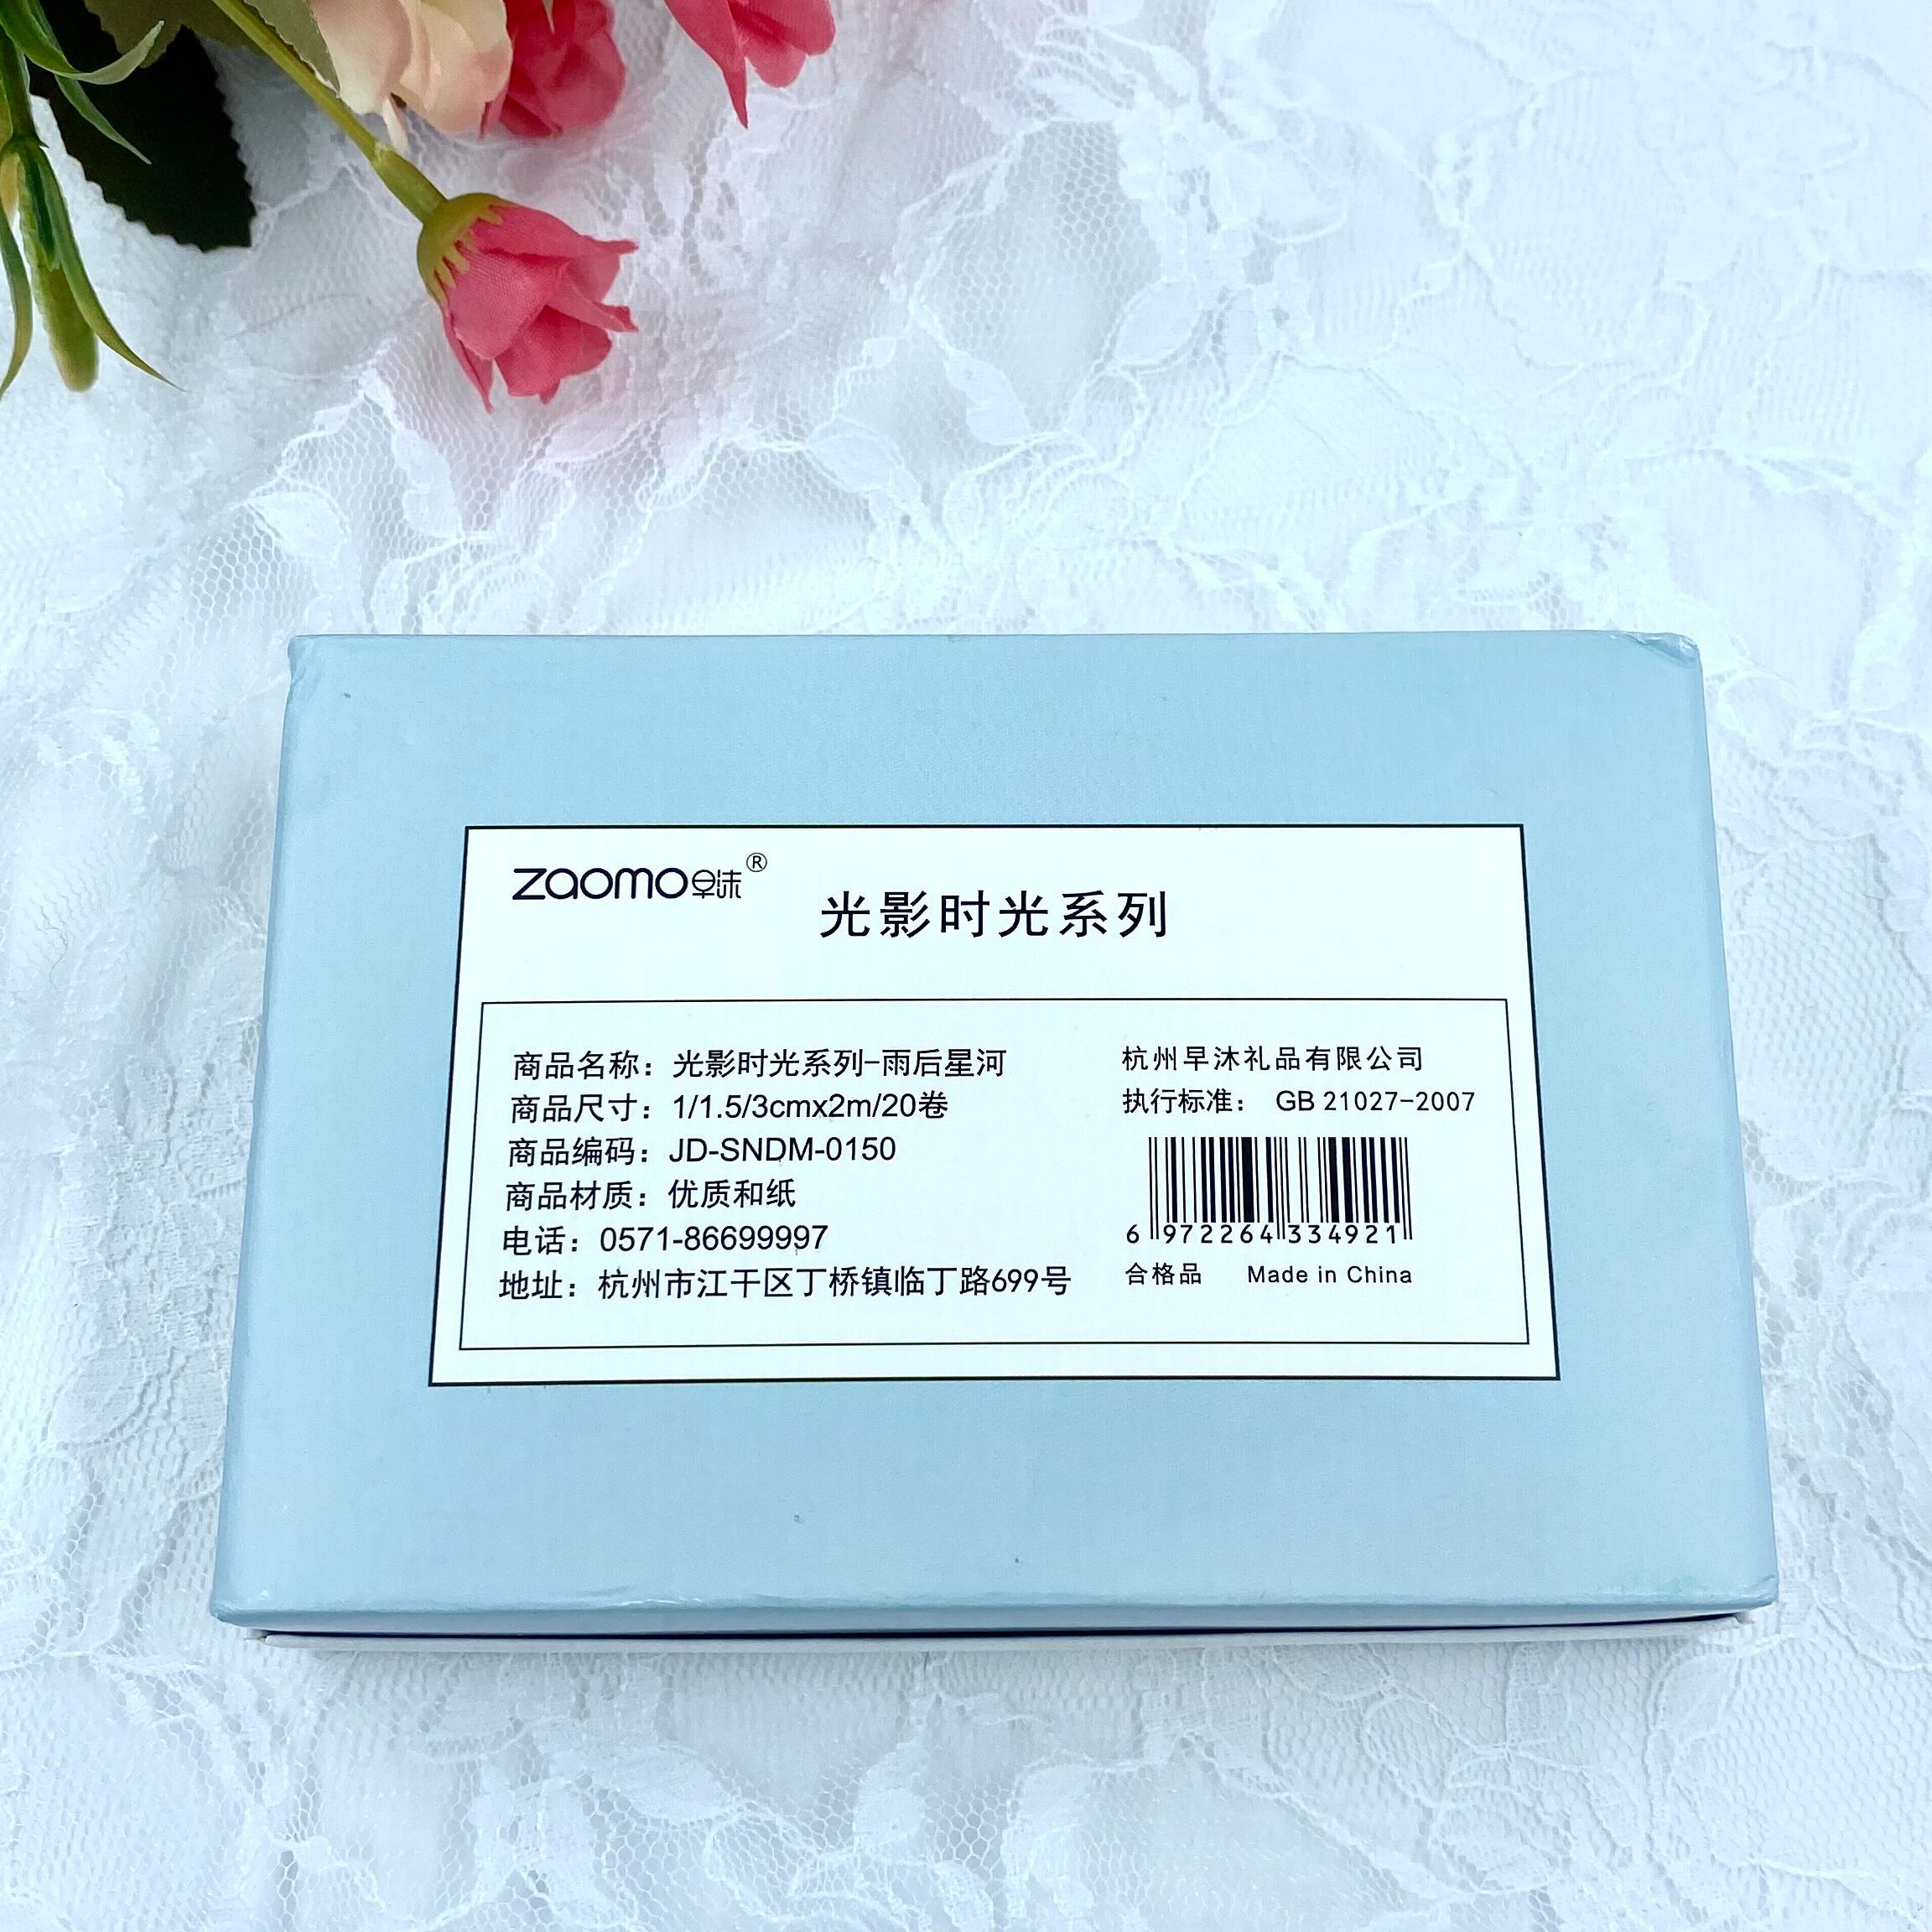 zaomo早沐®
光影时光系列
商品名称：光影时光系列-雨后星河
商品尺寸：1/1.5/3cmx2m/20卷
商品编码：JD-SNDM-0150
商品材质：优质和纸
电话：0571-86699997
地址：杭州市江干区丁桥镇临丁路699号
杭州早沐礼品有限公司
执行标准： GB 21027-2007
6 972264 334921
合格品 Made in China